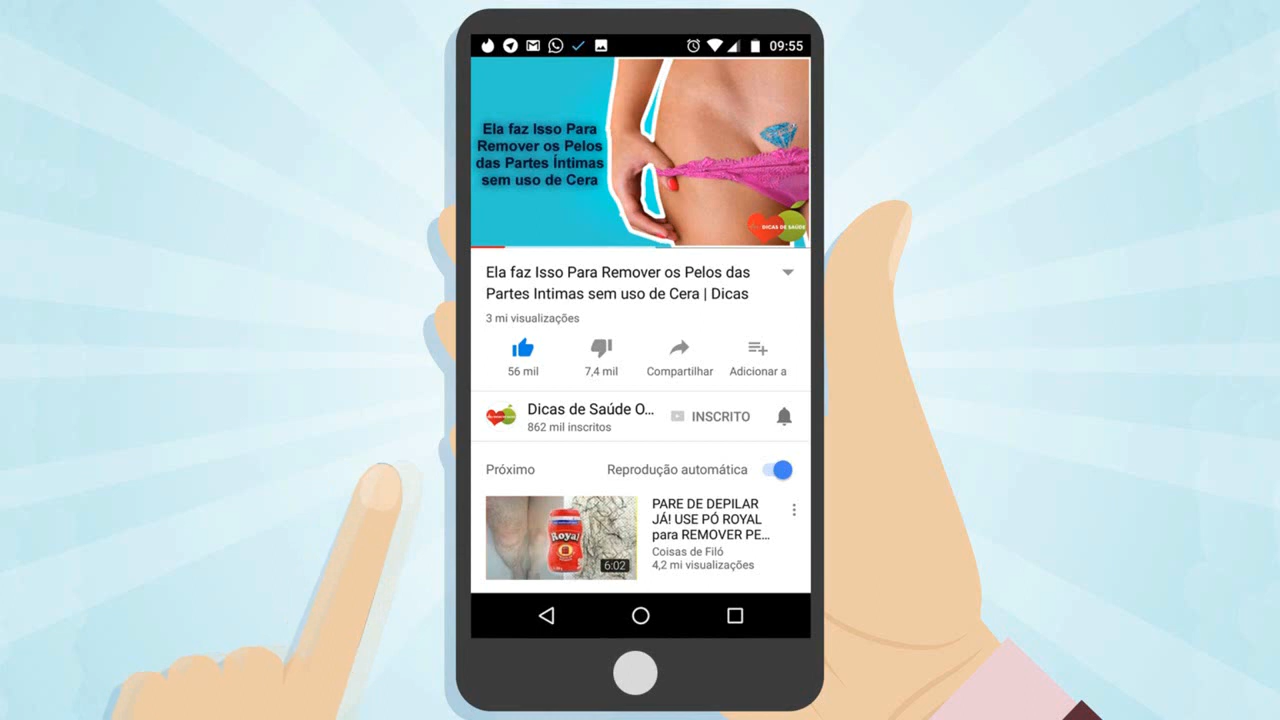 09:55
Ela faz Isso Para
Remover os Pelos
das Partes Íntimas
sem uso de Cera
DICAS DE SAÚDE
Ela faz Isso Para Remover os Pelos das
Partes Intimas sem uso de Cera | Dicas
3 mi visualizações
56 mil
7,4 mil
Compartilhar
Adicionar a
Dicas de Saúde O...
INSCRITO
862 mil inscritos
Próximo
Reprodução automática
Royal
6:02
PARE DE DEPILAR
JÁ! USE PÓ ROYAL
para REMOVER PE...
Coisas de Filó
4,2 mi visualizações